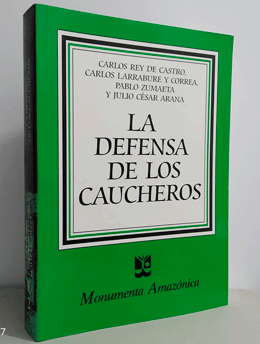 CARLOS REY DE CASTRO,
CARLOS LARRABURE Y CORREA,
PABLO ZUMAETA
Y JULIO CÉSAR ARANA
LA
DEFENSA
DE LOS
CAUCHEROS
Monumenta Amazónica
7